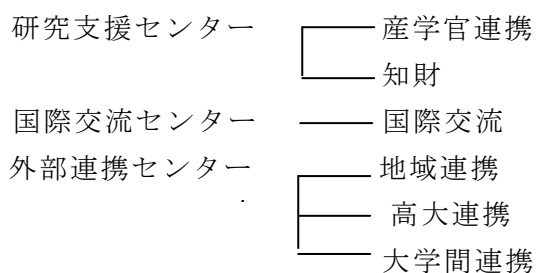 研究支援センター 産学官連携
知財
国際交流センター 国際交流
外部連携センター 地域連携
高大連携
大学間連携